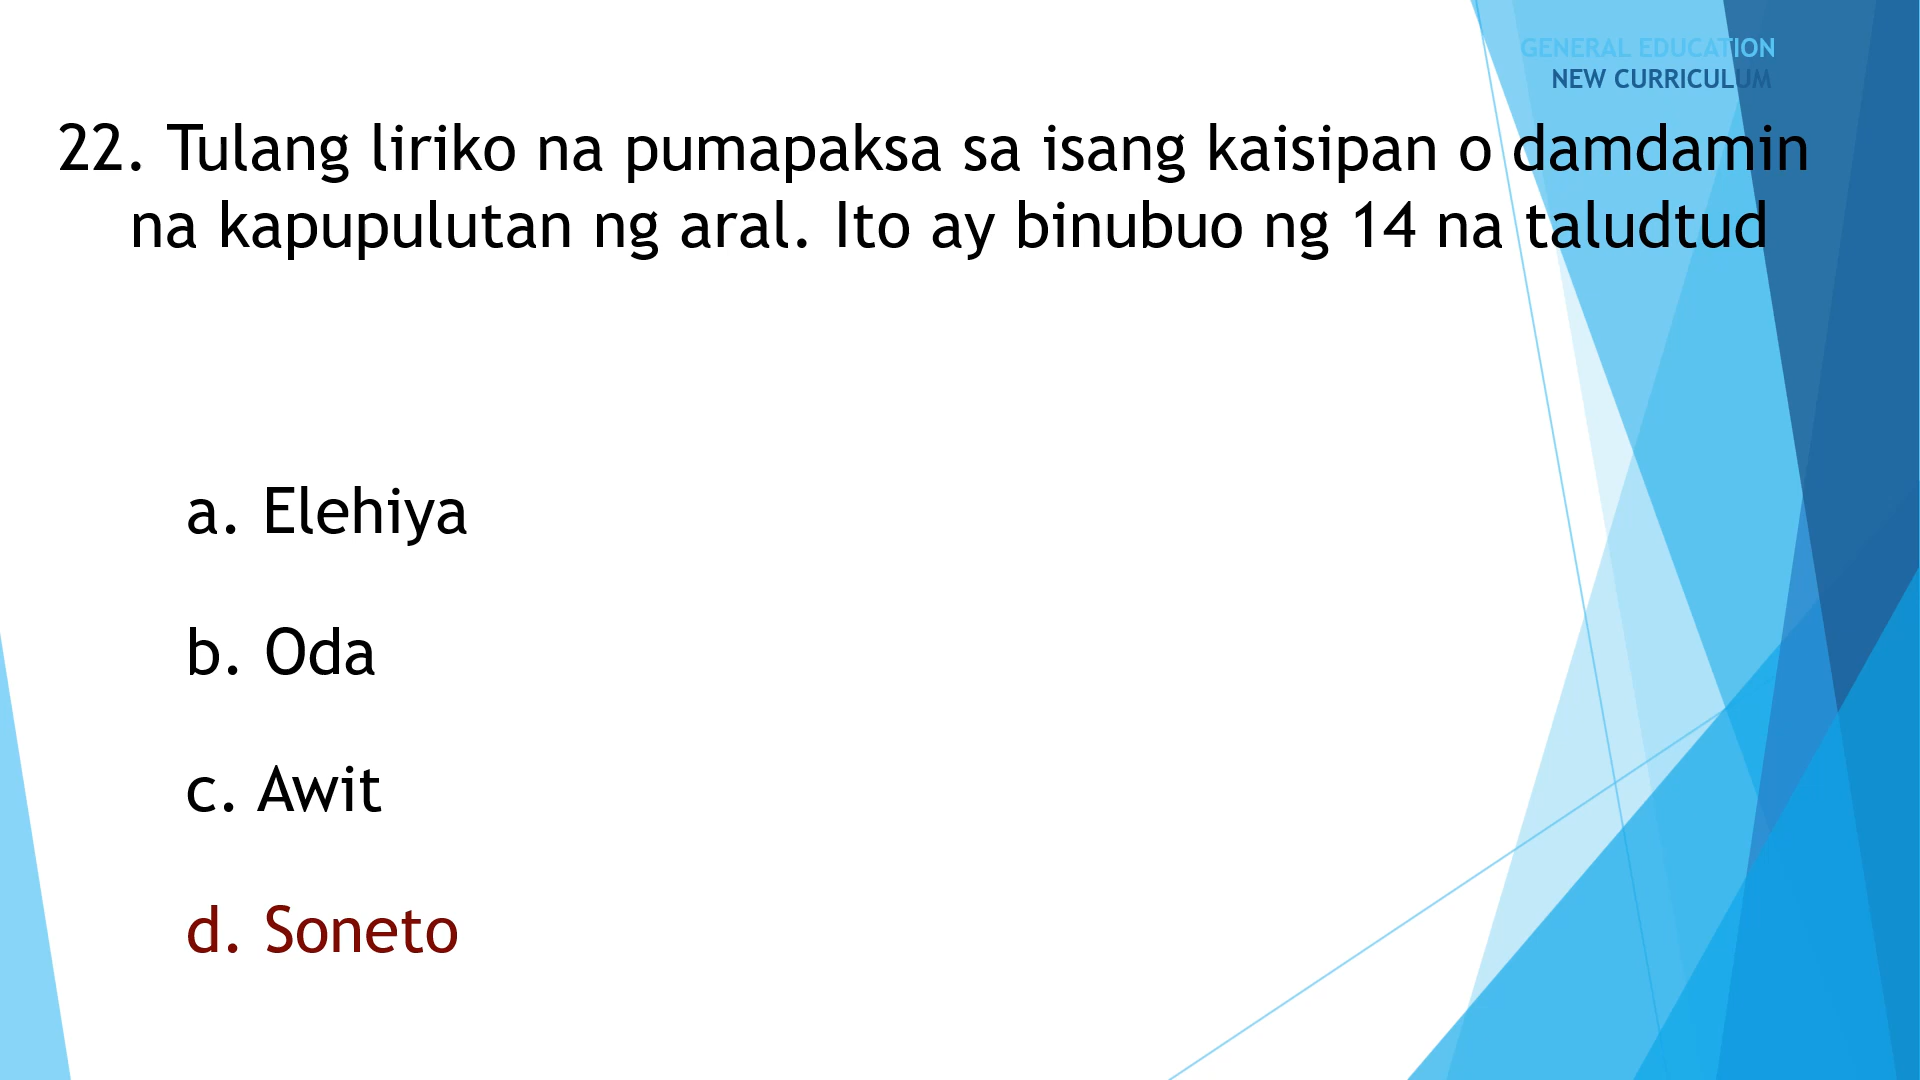 GENERAL EDUCATION
NEW CURRICULUM
22. Tulang liriko na pumapaksa sa isang kaisipan o damdamin
na kapupulutan ng aral. Ito ay binubuo ng 14 na taludtud
a. Elehiya
b. Oda
c. Awit
d. Soneto